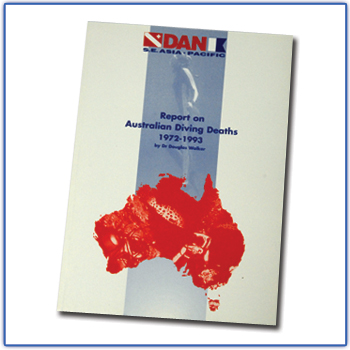 DAN
S.E. ASIA - PACIFIC
Report on
Australian Diving Deaths
1972-1993
by Dr Douglas Walker